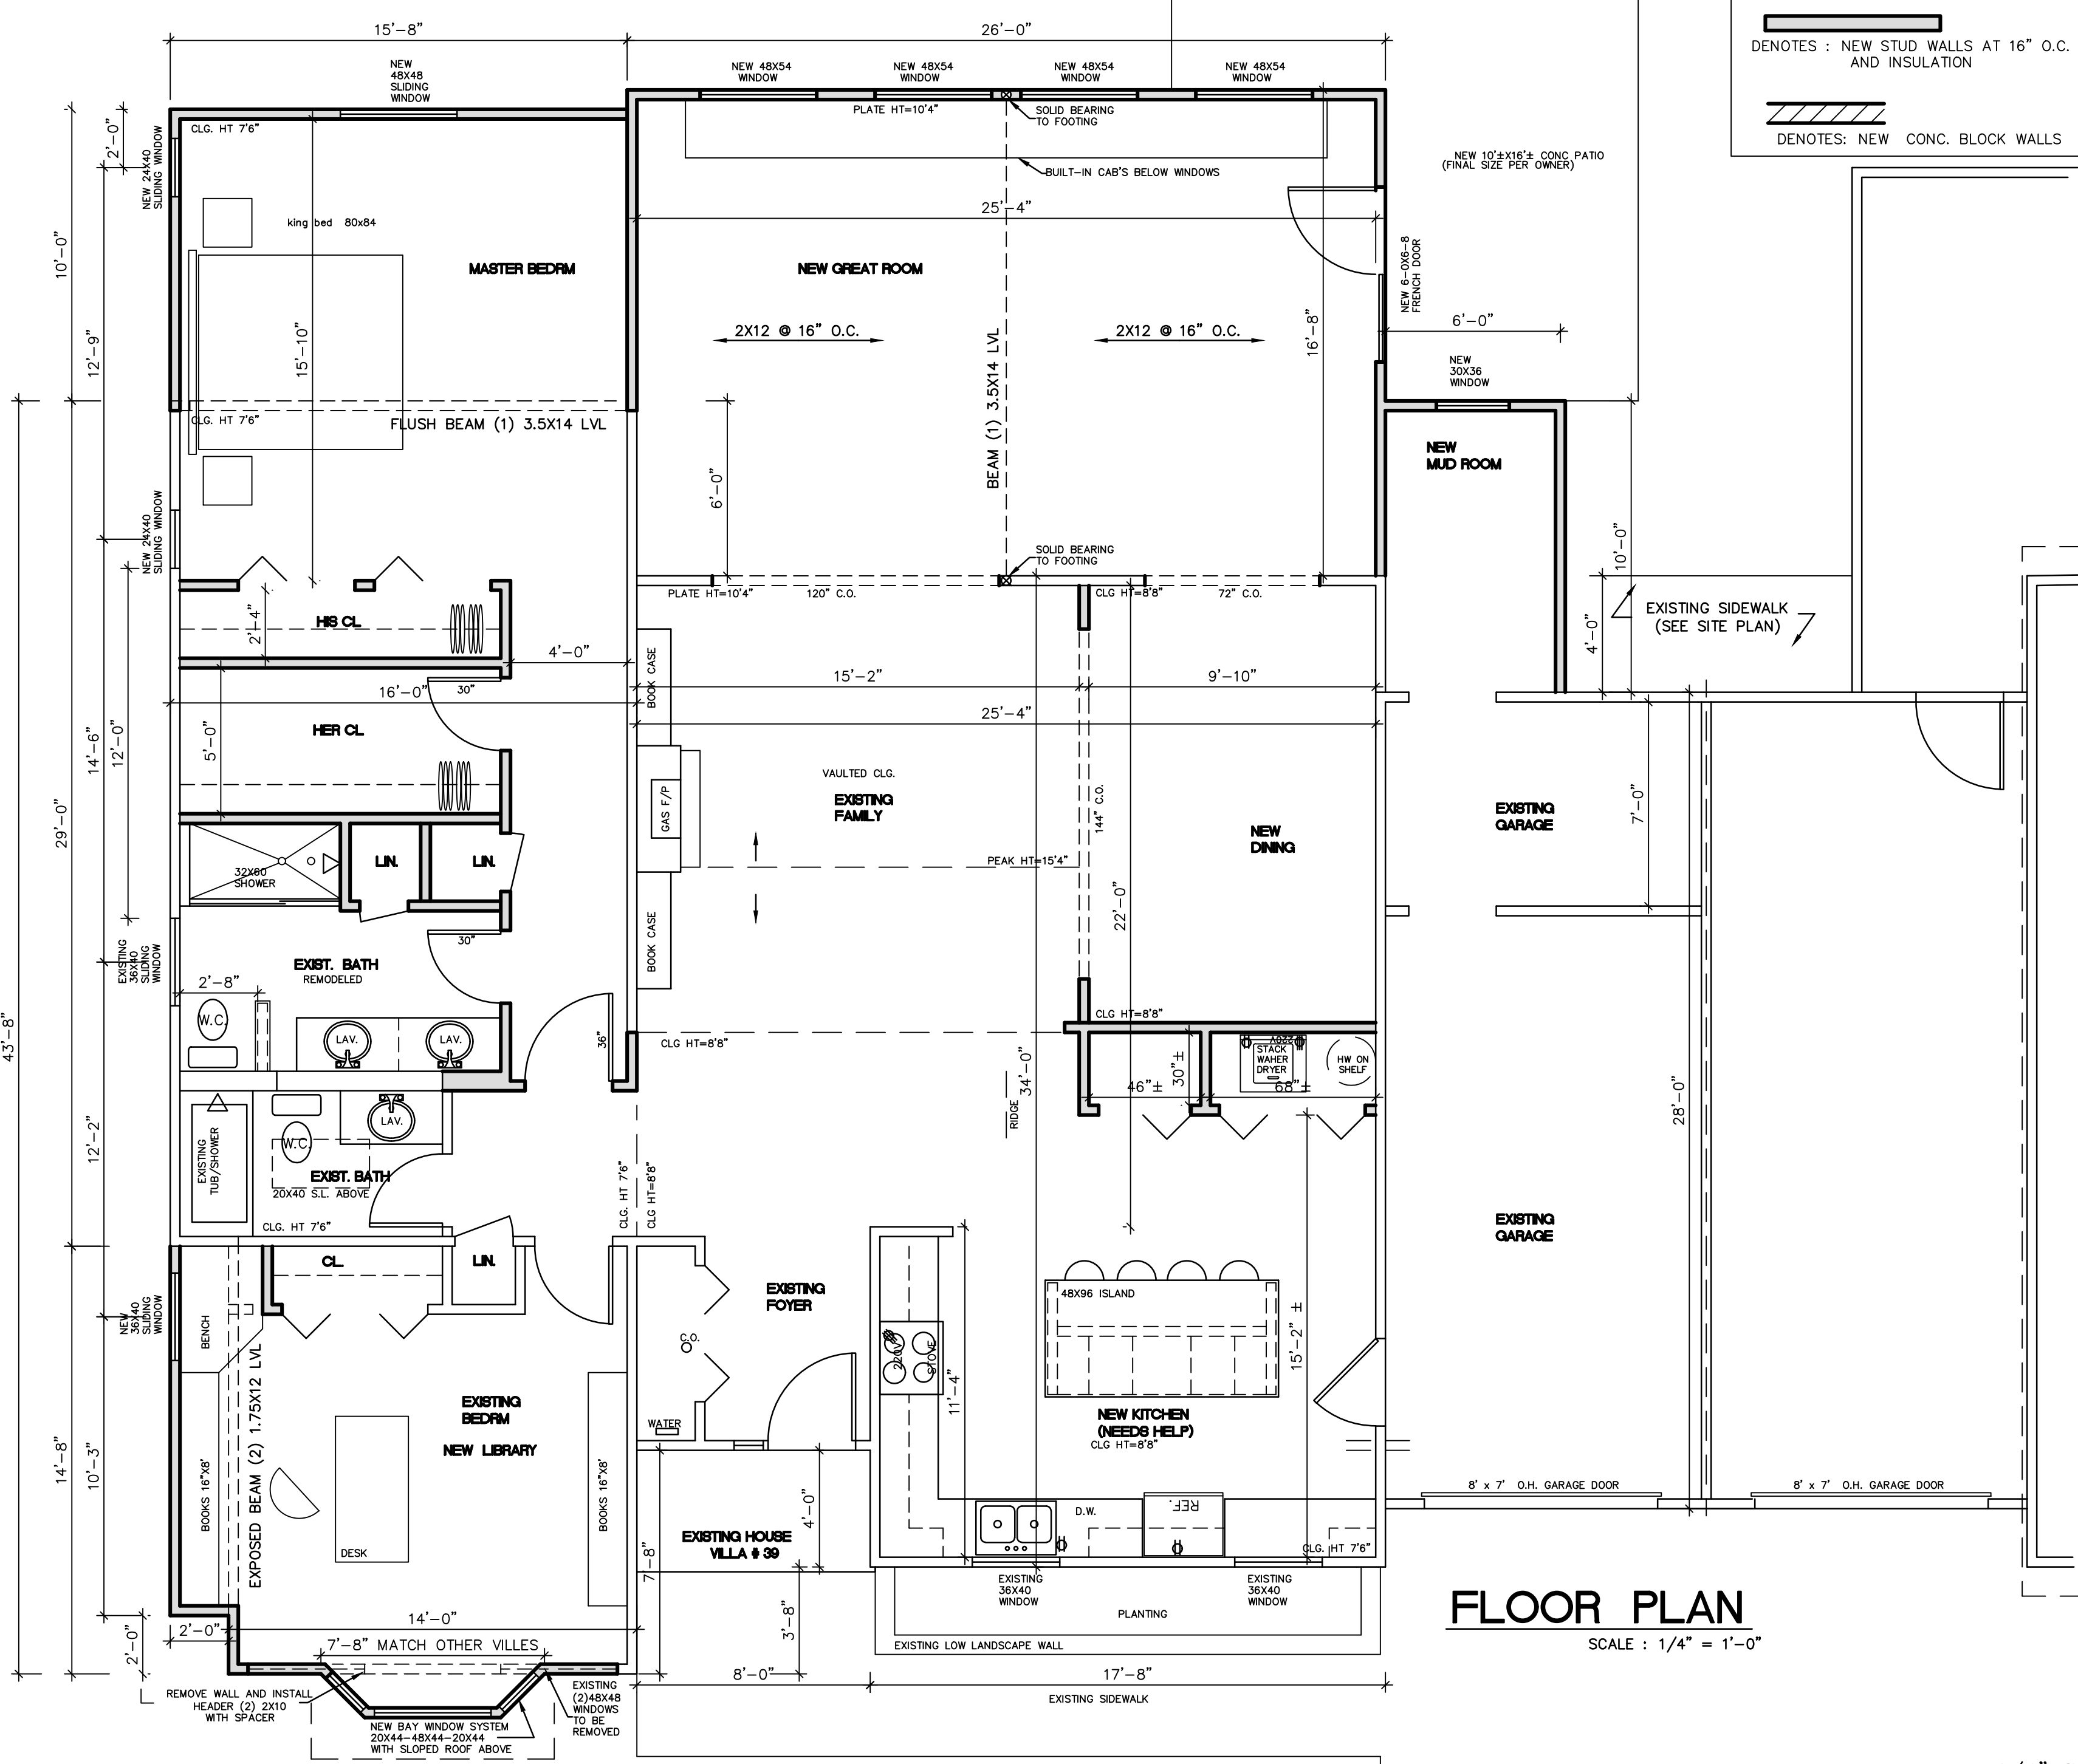 15'-8"
26'-0"
DENOTES : NEW STUD WALLS AT 16" O.C.
AND INSULATION
DENOTES: NEW CONC. BLOCK WALLS
NEW
48X48
SLIDING
WINDOW
NEW 48X54
WINDOW
NEW 48X54
WINDOW
NEW 48X54
WINDOW
NEW 48X54
WINDOW
PLATE HT=10'4"
SOLID BEARING
TO FOOTING
BUILT-IN CAB'S BELOW WINDOWS
NEW 10'±X16'± CONC PATIO
(FINAL SIZE PER OWNER)
2'-0"
NEW 24X40
SLIDING WINDOW
CLG. HT 7'6"
king bed 80x84
MASTER BEDRM
15'-10"
CLG. HT 7'6"
FLUSH BEAM (1) 3.5X14 LVL
10'-0"
12'-9"
25'-4"
NEW GREAT ROOM
2X12 @ 16" O.C.
2X12 @ 16" O.C.
BEAM (1) 3.5X14 LVL
16'-8"
NEW 6-0X6-8
FRENCH DOOR
6'-0"
NEW
30X36
WINDOW
NEW
MUD ROOM
6'-0"
10'-0"
4'-0"
EXISTING SIDEWALK
(SEE SITE PLAN)
NEW 24X40
SLIDING WINDOW
SOLID BEARING
TO FOOTING
PLATE HT=10'4"
120" C.O.
CLG HT=8'8"
72" C.O.
HIS CL
2'-4"
4'-0"
16'-0"
30"
HER CL
5'-0"
14'-6"
12'-0"
29'-0"
43'-8"
BOOK CASE
15'-2"
9'-10"
25'-4"
VAULTED CLG.
EXISTING
FAMILY
GAS F/P
144" C.O.
NEW
DINING
PEAK HT=15'4"
22'-0"
BOOK CASE
EXISTING
GARAGE
7'-0"
32X60
SHOWER
LIN.
LIN.
30"
EXISTING
36X40
SLIDING
WINDOW
EXIST. BATH
REMODELED
2'-8"
W.C.
LAV.
LAV.
36"
CLG HT=8'8"
CLG HT=8'8"
34'-0"
RIDGE
46"±
30"±
220V
STACK
WAHER
DRYER
HW ON
SHELF
68"±
28'-0"
12'-2"
EXISTING
TUB/SHOWER
W.C.
LAV.
EXIST. BATH
20X40 S.L. ABOVE
CLG. HT 7'6"
CLG. HT 7'6"
CLG HT=8'8"
EXISTING
GARAGE
CL
LIN.
NEW
36X40
SLIDING
WINDOW
BENCH
EXISTING
FOYER
C.O.
WATER
48X96 ISLAND
220V
STOVE
11'-4"
15'-2" ±
NEW KITCHEN
(NEEDS HELP)
CLG HT=8'8"
EXISTING
BEDRM
NEW LIBRARY
BOOKS 16"X8'
EXPOSED BEAM (2) 1.75X12 LVL
DESK
BOOKS 16"X8'
14'-8"
10'-3"
8' x 7' O.H. GARAGE DOOR
8' x 7' O.H. GARAGE DOOR
EXISTING HOUSE
VILLA # 39
4'-0"
7'-8"
3'-8"
D.W.
REF.
CLG. HT 7'6"
EXISTING
36X40
WINDOW
EXISTING
36X40
WINDOW
PLANTING
EXISTING LOW LANDSCAPE WALL
FLOOR PLAN
SCALE : 1/4" = 1'-0"
2'-0"
2'-0"
14'-0"
7'-8" MATCH OTHER VILLES
REMOVE WALL AND INSTALL
HEADER (2) 2X10
WITH SPACER
NEW BAY WINDOW SYSTEM
20X44-48X44-20X44
WITH SLOPED ROOF ABOVE
EXISTING
(2)48X48
WINDOWS
TO BE
REMOVED
8'-0"
17'-8"
EXISTING SIDEWALK